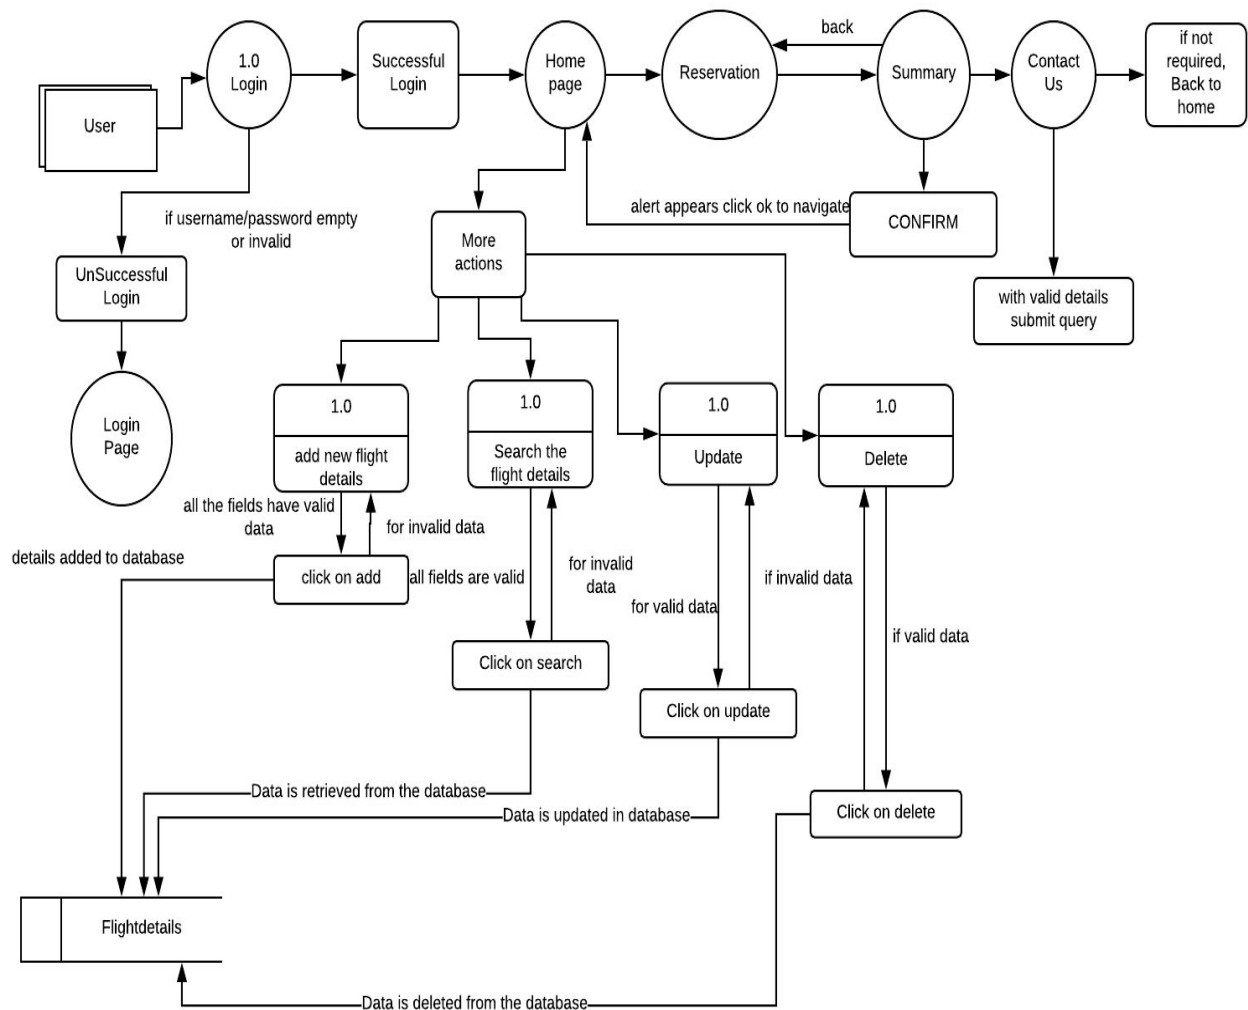 back
1.0
Login
Successful
Login
Home
page
Reservation
Summary
Contact
Us
if not
required,
Back to
home
User
if username/password empty
or invalid
alert appears click ok to navigate
CONFIRM
More
actions
UnSuccessful
Login
with valid details
submit query
Login
Page
1.0
add new flight
details
1.0
Search the
flight details
1.0
Update
1.0
Delete
all the fields have valid
data
for invalid data
details added to database
click on add
all fields are valid
for invalid
data
for valid data
if invalid data
if valid data
Click on search
Click on update
Data is retrieved from the database
Data is updated in database
Click on delete
Flightdetails
Data is deleted from the database